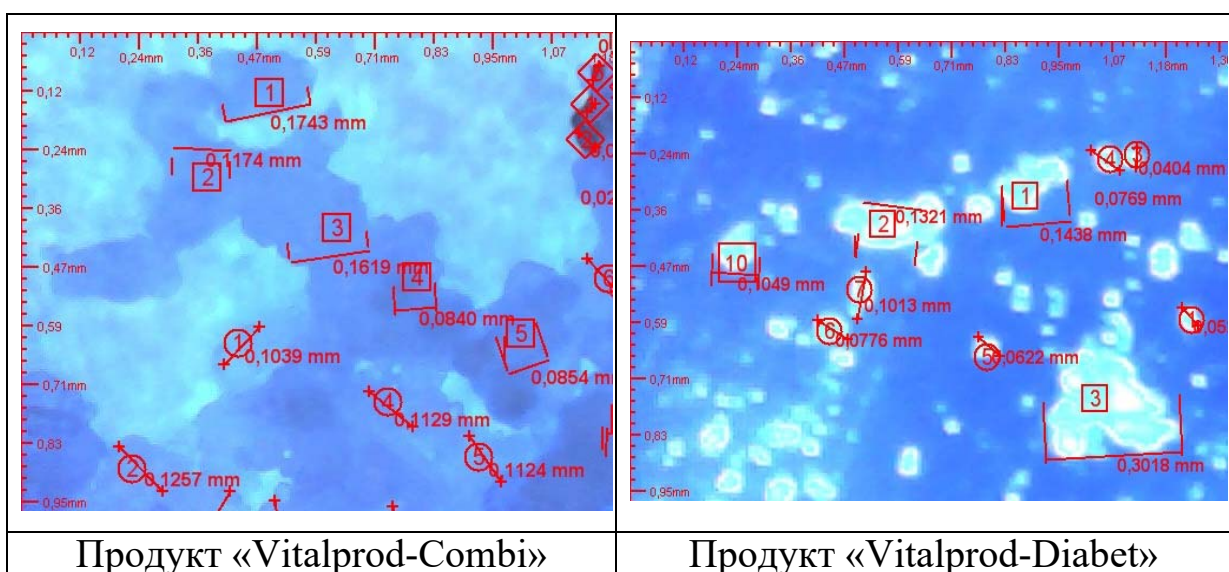 0,12 0,24mm 0,36 0,47mm 0,59 0,71mm 0,83 0,95mm 1,07
0,12
1
0,1743 mm
0,24mm
0,1174 mm
2
0,36
3
0,47mm
0,1619 mm
4
0,59
0,0840 mm
5
1
0,1039 mm
0,71mm
0,0854
4
0,1129 mm
0,83
5
2
0,1257 mm
0,1124 mm
0,95mm
6
Продукт «Vitalprod-Combi»
0,12 0,24mm 0,36 0,47mm 0,59 0,71mm 0,83 0,95mm 1,07 1,18mm
0,12
0,24mm
4 3
0,0404 mm
1
0,0769 mm
0,36
0,1321 mm
2
0,1438 mm
0,47mm
10
0,1049 mm
7
0,1013 mm
0,59
6
0,0776 mm
1
5
0,0622 mm
0,71mm
3
0,83
0,3018 mm
0,95mm
Продукт «Vitalprod-Diabet»